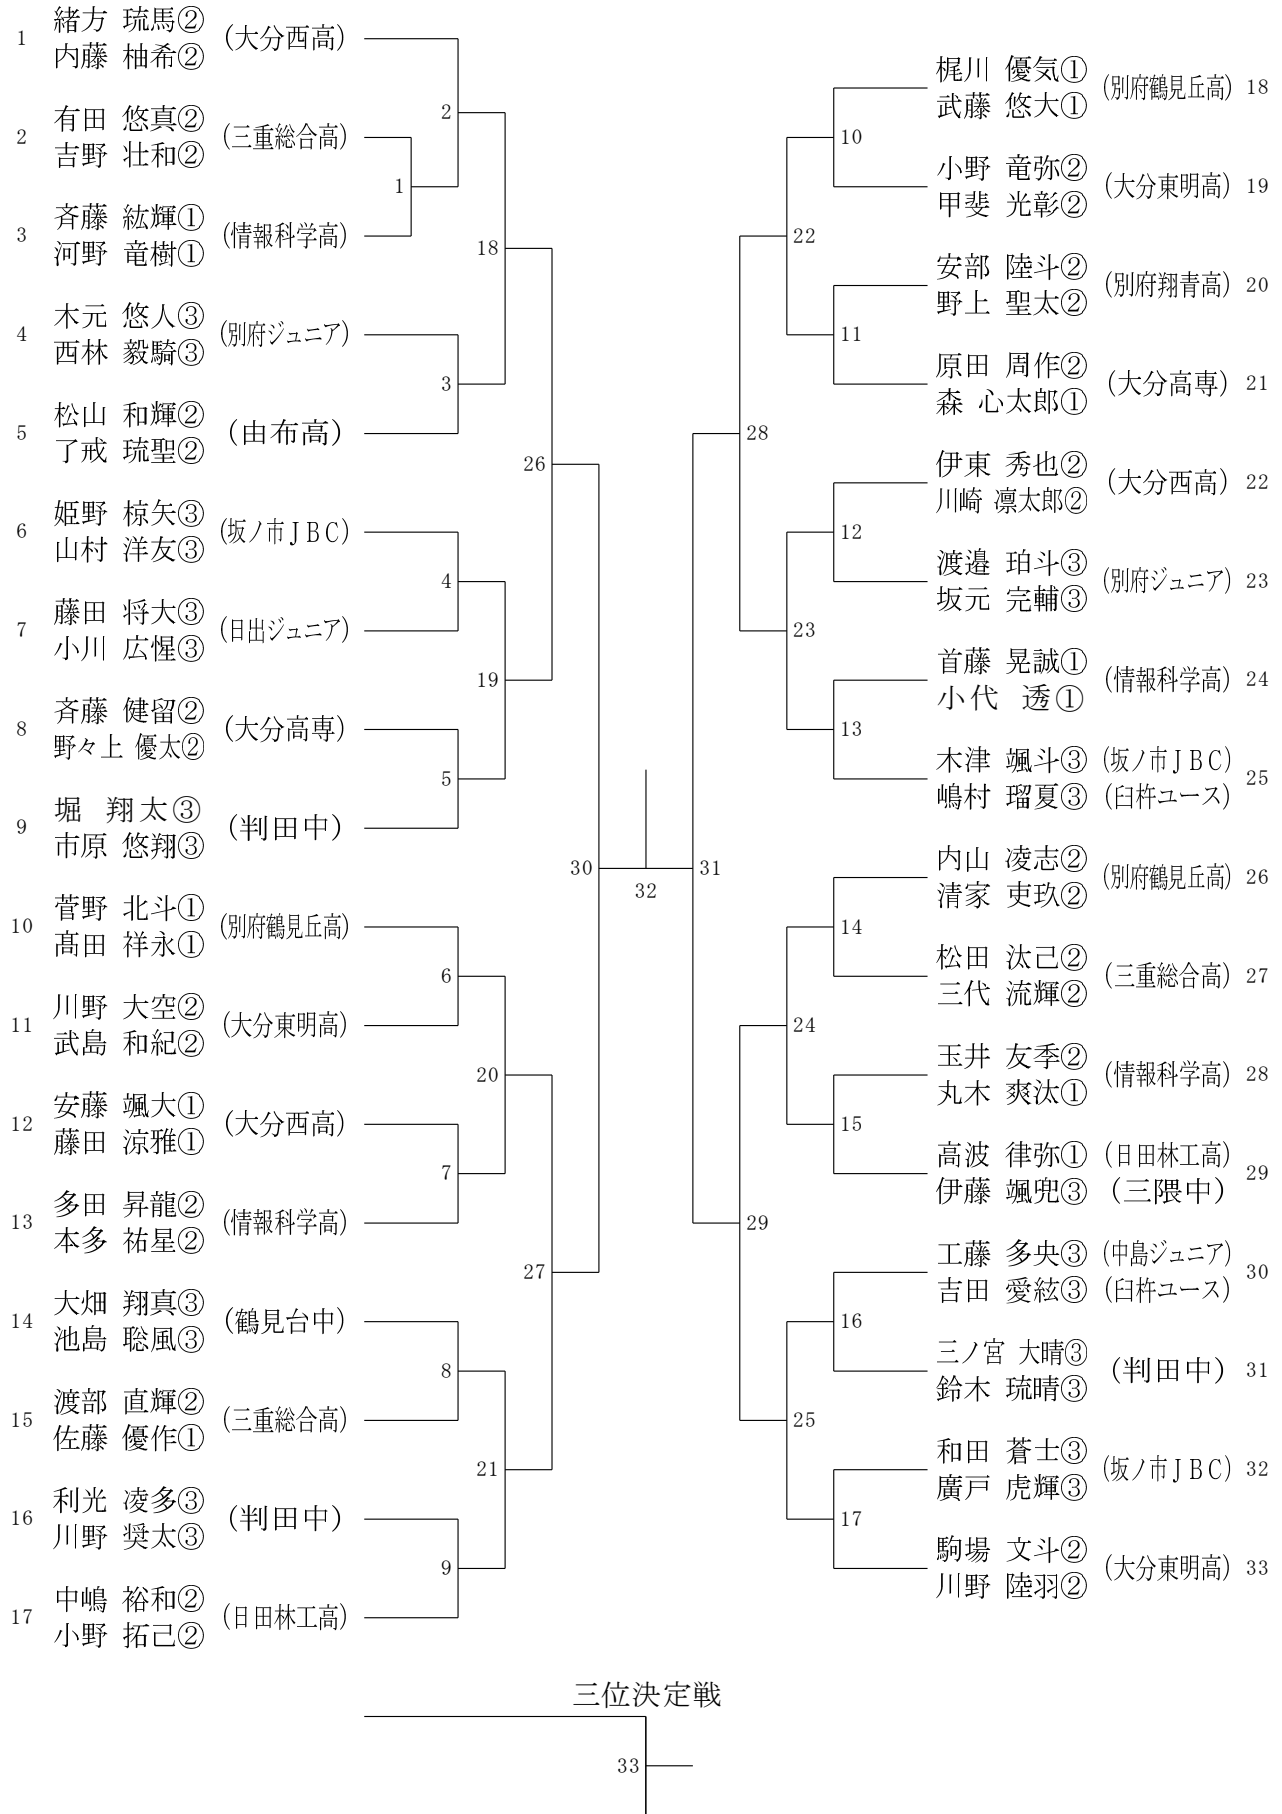 1 緒方 琉馬② (大分西高)
内藤 柚希②
2 有田 悠真② (三重総合高)
吉野 壮和②
3 斉藤 紘輝① (情報科学高)
河野 竜樹①
4 木元 悠人③ (別府ジュニア)
西林 毅騎③
5 松山 和輝② (由布高)
了戒 琉聖②
6 姫野 椋矢③ (坂ノ市JBC)
山村 洋友③
7 藤田 将大③ (日出ジュニア)
小川 広惺③
8 斉藤 健留② (大分高専)
野々上 優太②
9 堀 翔太③ (判田中)
市原 悠翔③
10 菅野 北斗① (別府鶴見丘高)
髙田 祥永①
11 川野 大空② (大分東明高)
武島 和紀②
12 安藤 颯大① (大分西高)
藤田 涼雅①
13 多田 昇龍② (情報科学高)
本多 祐星②
14 大畑 翔真③ (鶴見台中)
池島 聡風③
15 渡部 直輝② (三重総合高)
佐藤 優作①
16 利光 凌多③ (判田中)
川野 奨太③
17 中嶋 裕和② (日田林工高)
小野 拓己②
1
2
3
4
5
6
7
8
9
18
19
20
21
26
27
30
32
31
28
29
22
23
24
25
10
11
12
13
14
15
16
17
梶川 優気① (別府鶴見丘高) 18
武藤 悠大①
小野 竜弥② (大分東明高) 19
甲斐 光彰②
安部 陸斗② (別府翔青高) 20
野上 聖太②
原田 周作② (大分高専) 21
森 心太郎①
伊東 秀也② (大分西高) 22
川崎 凛太郎②
渡邉 珀斗③ (別府ジュニア) 23
坂元 完輔③
首藤 晃誠① (情報科学高) 24
小代 透①
木津 颯斗③ (坂ノ市JBC) 25
嶋村 瑠夏③ (臼杵ユース)
内山 凌志② (別府鶴見丘高) 26
清家 吏玖②
松田 汰己② (三重総合高) 27
三代 流輝②
玉井 友季② (情報科学高) 28
丸木 爽汰①
高波 律弥① (日田林工高) 29
伊藤 颯兜③ (三隈中)
工藤 多央③ (中島ジュニア) 30
吉田 愛絃③ (臼杵ユース)
三ノ宮 大晴③ (判田中) 31
鈴木 琉晴③
和田 蒼士③ (坂ノ市JBC) 32
廣戸 虎輝③
駒場 文斗② (大分東明高) 33
川野 陸羽②
三位決定戦
33